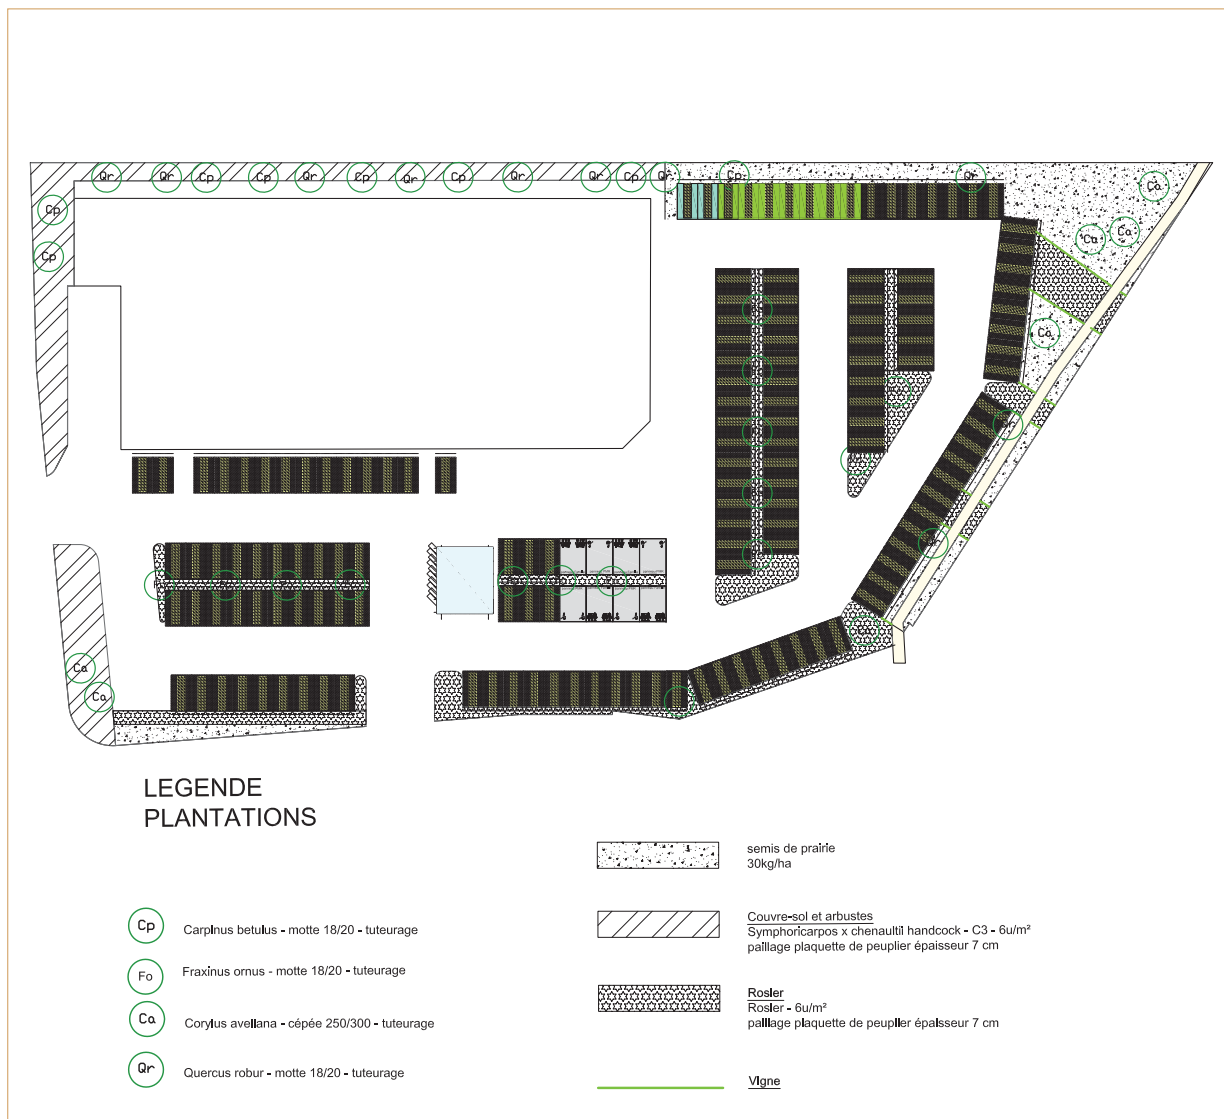 Qr
Qr
Cp
Cp
Qr
Cp
Qr
Cp
Qr
Qr
Cp
Qr
Cp
Qr
Ca
Cp
Ca
Ca
Cp
Ca
Ca
Ca
LEGENDE
PLANTATIONS
semis de prairie
30kg/ha
Cp
Carpinus betulus - motte 18/20 - tuteurage
Couvre-sol et arbustes
Symphoricarpos x chenaultii handcock - C3 - 6u/m²
paillage plaquette de peuplier épaisseur 7 cm
Fo
Fraxinus ornus - motte 18/20 - tuteurage
Rosier
Rosier - 6u/m²
paillage plaquette de peuplier épaisseur 7 cm
Ca
Corylus avellana - cépée 250/300 - tuteurage
Qr
Quercus robur - motte 18/20 - tuteurage
Vigne